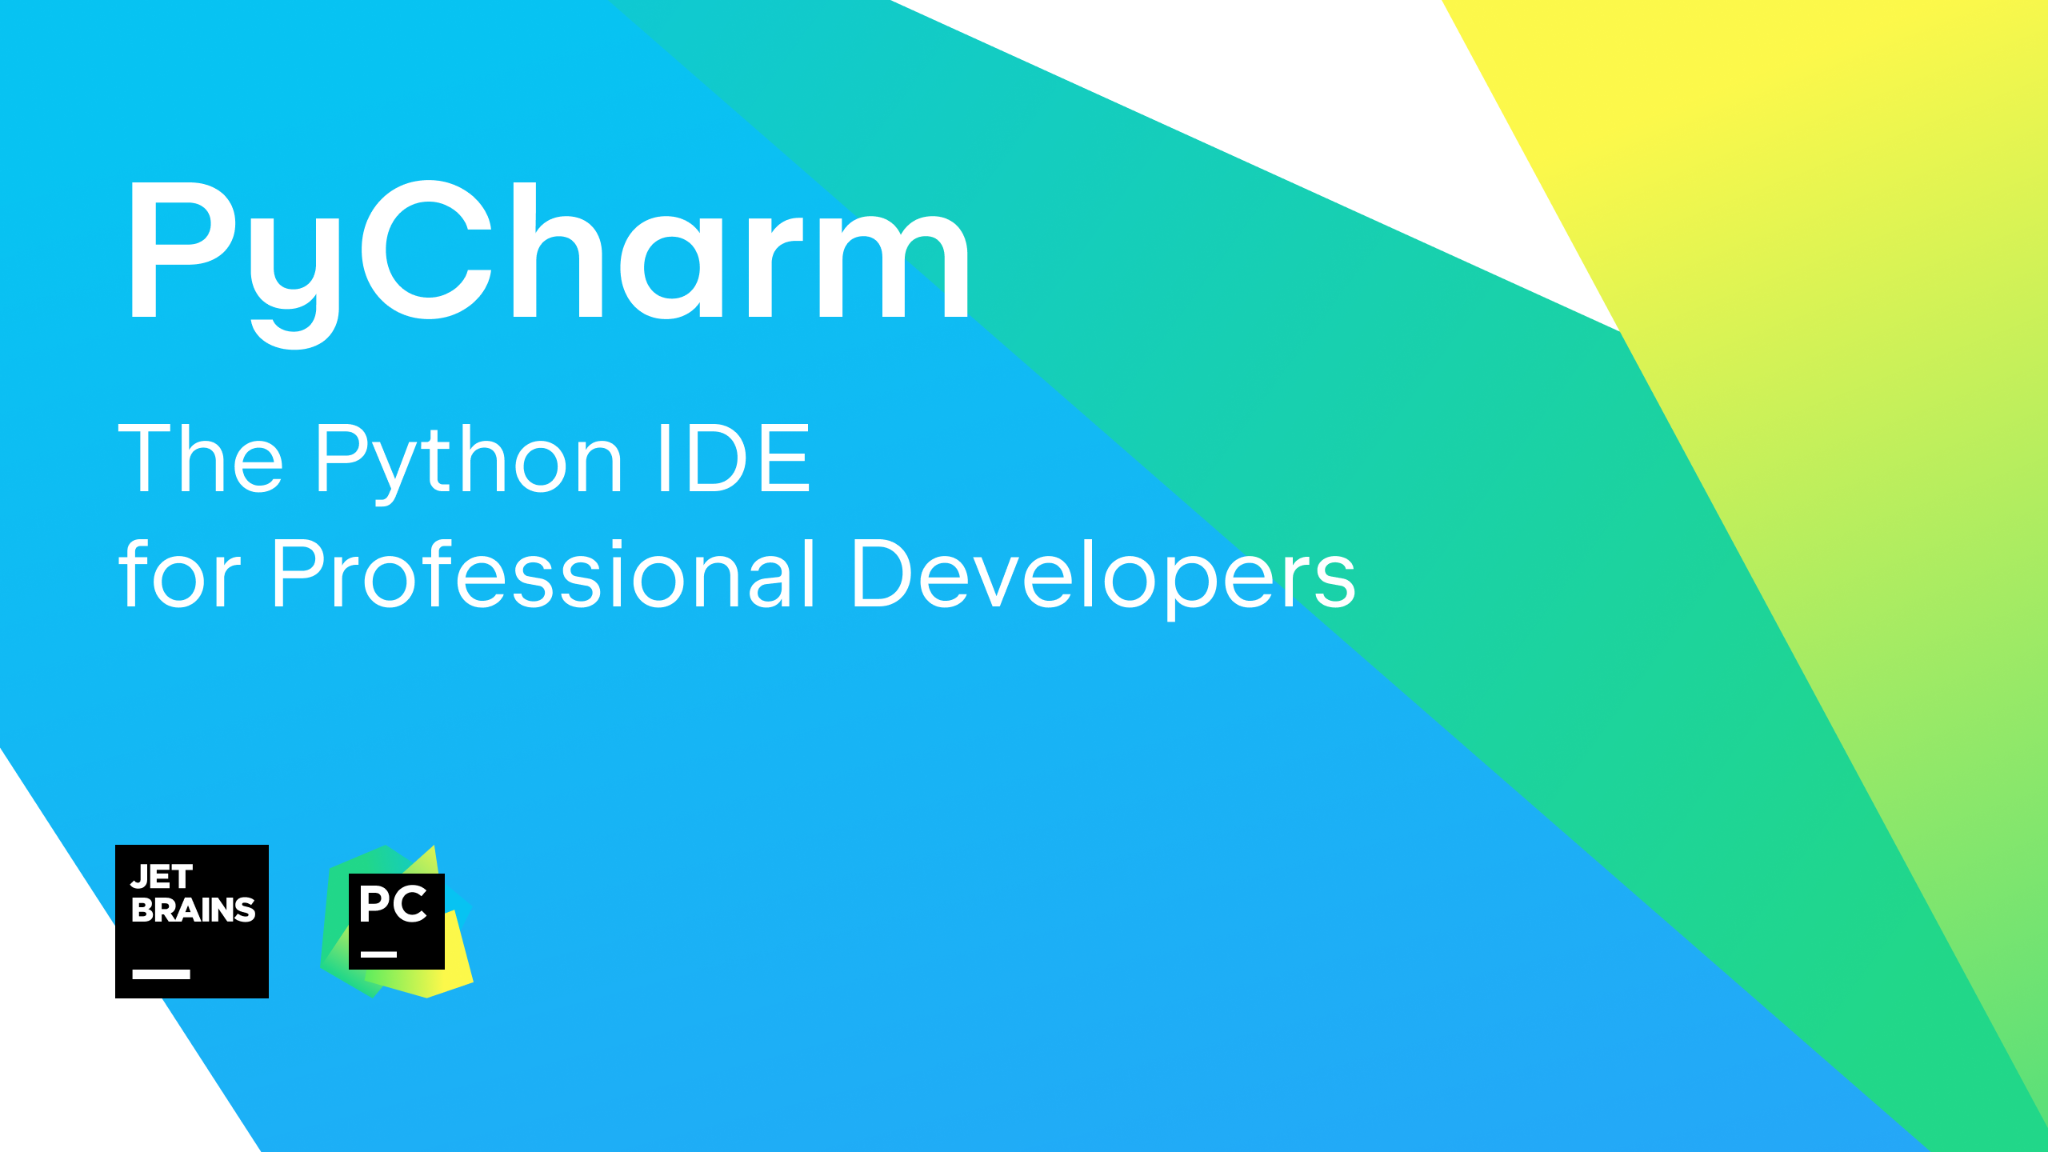 PyCharm
The Python IDE
for Professional Developers
JET
BRAINS
PC